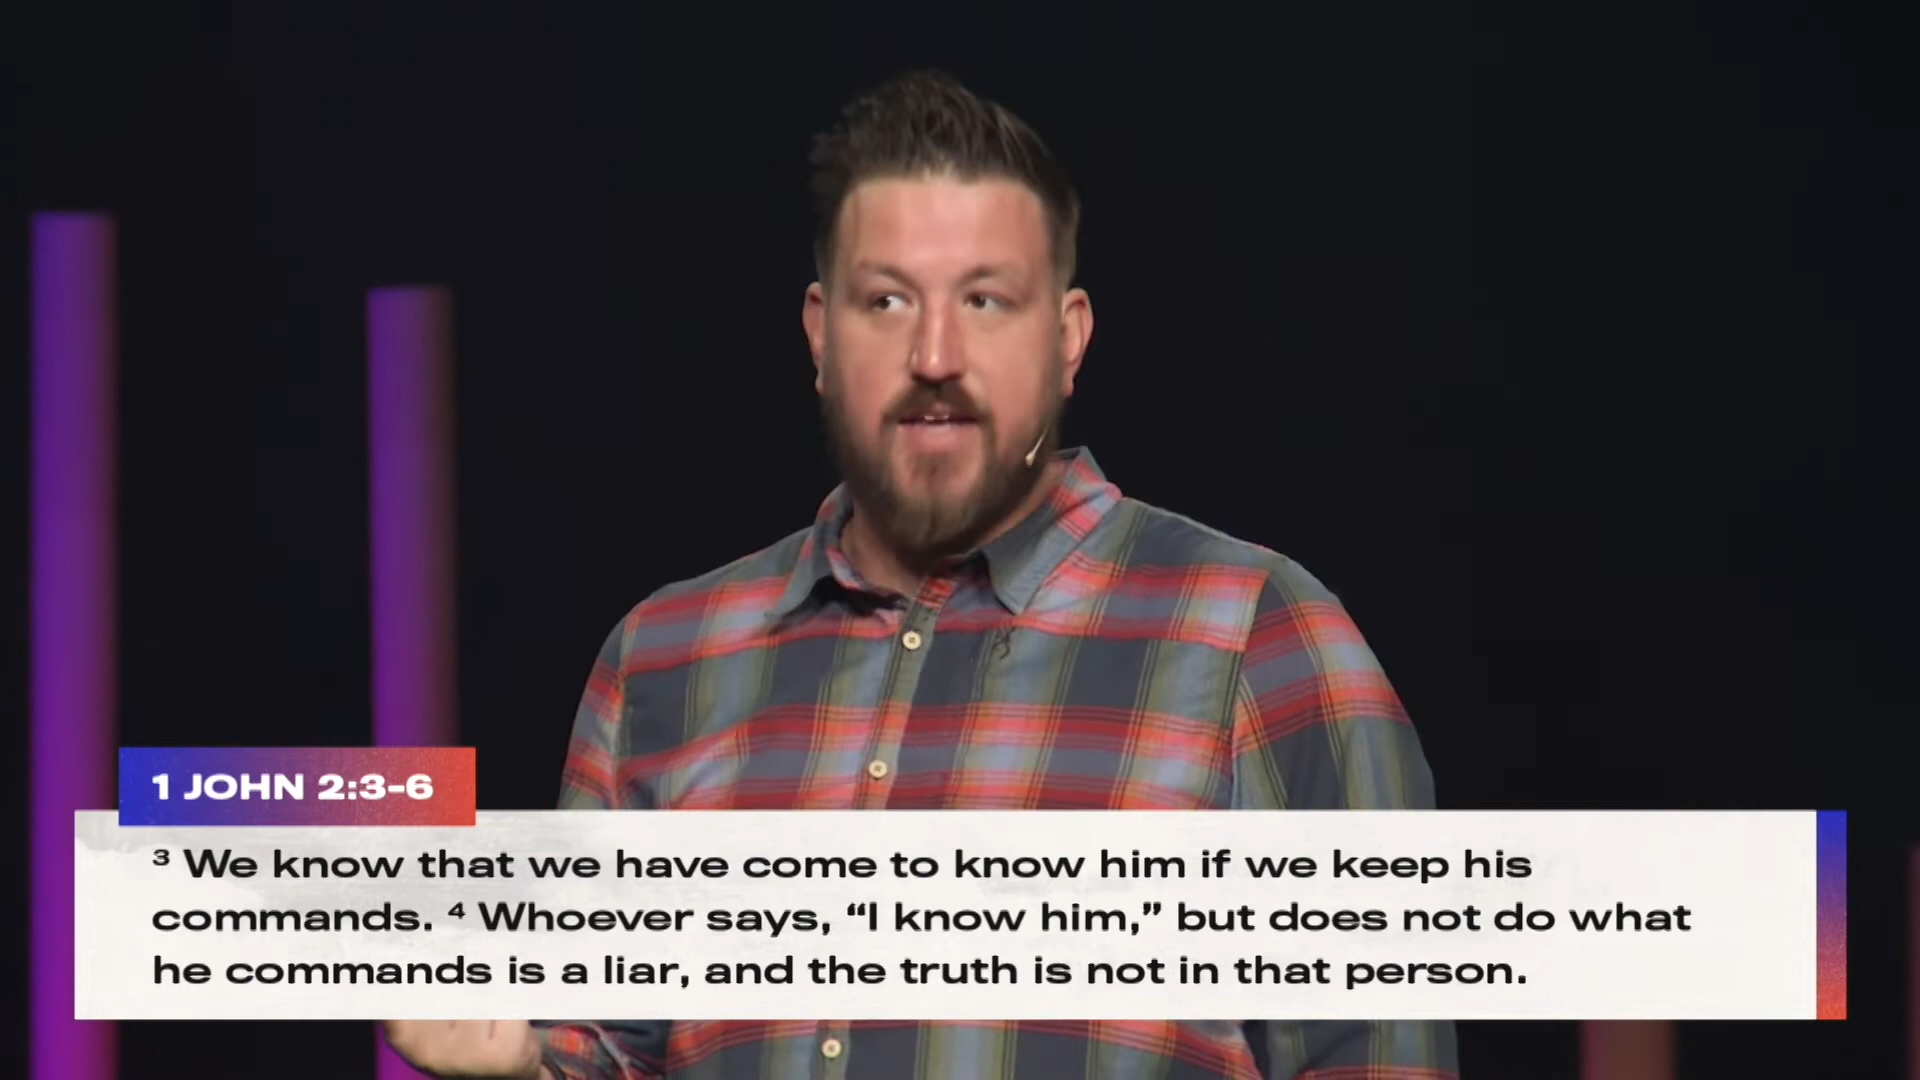 1 JOHN 2:3-6
³ We know that we have come to know him if we keep his
commands. ⁴ Whoever says, “I know him,” but does not do what
he commands is a liar, and the truth is not in that person.